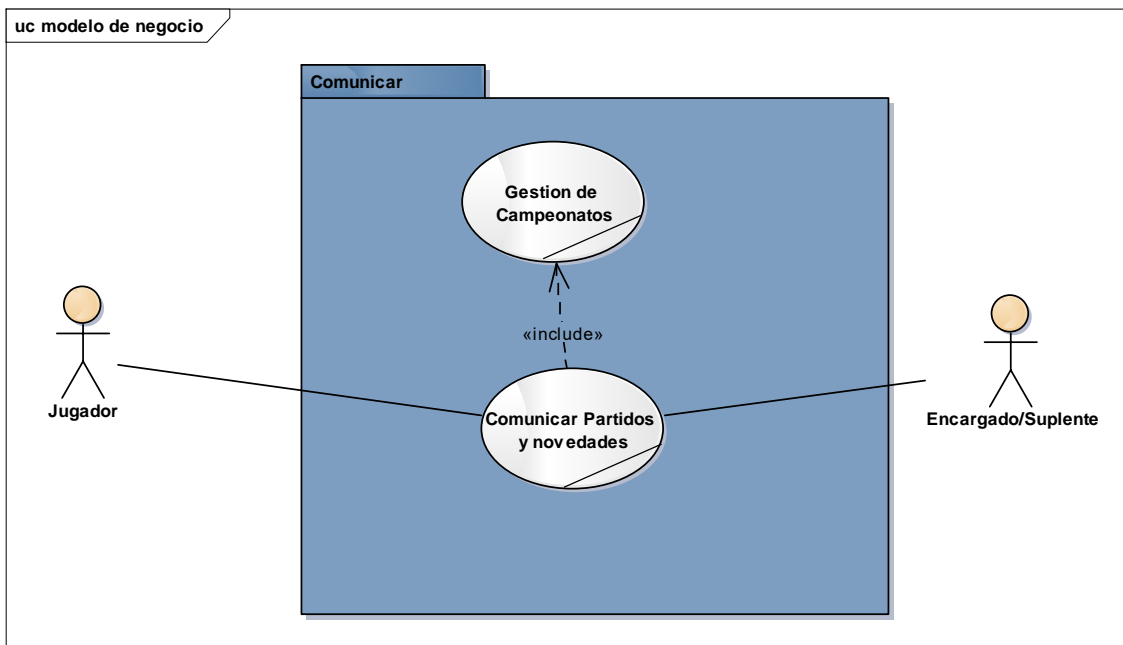 uc modelo de negocio
Comunicar
Gestion de
Campeonatos
«include»
Jugador
Comunicar Partidos
y novedades
Encargado/Suplente